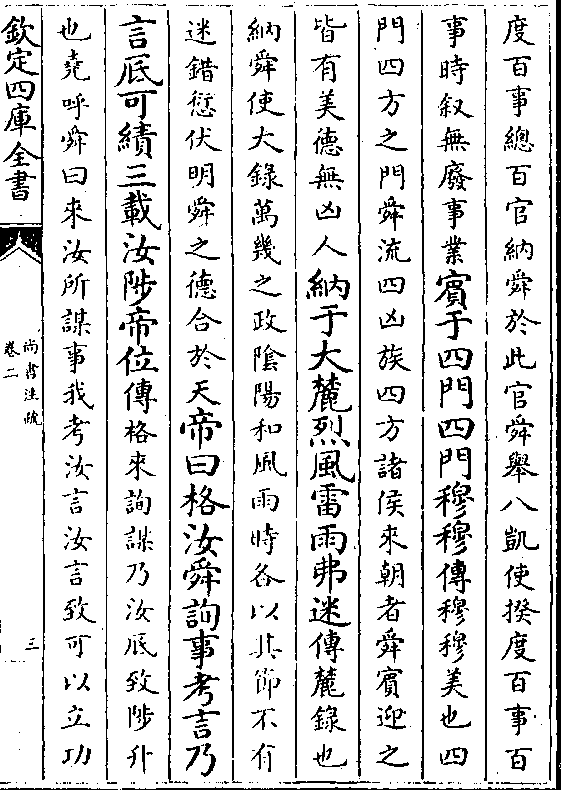 度百事總百官納舜於此官舜舉八凱使揆度百事百
事時叙無廢事業賓于四門四門穆穆傳穆穆美也四
門四方之門舜流四凶族四方諸侯來朝者舜賓迎之
皆有美德無凶人納于大麓烈風雷雨弗迷傳麓錄也
納舜使大錄萬幾之政陰陽和風雨時各以其節不有
迷錯愆伏明舜之德合於天帝曰格汝舜詢事考言乃
言厎可績三載汝陟帝位傳格來詢謀乃汝厎致陟升
也堯呼舜曰來汝所謀事我考汝言汝言致可以立功
欽定四庫全書
尚書注疏
卷二
三